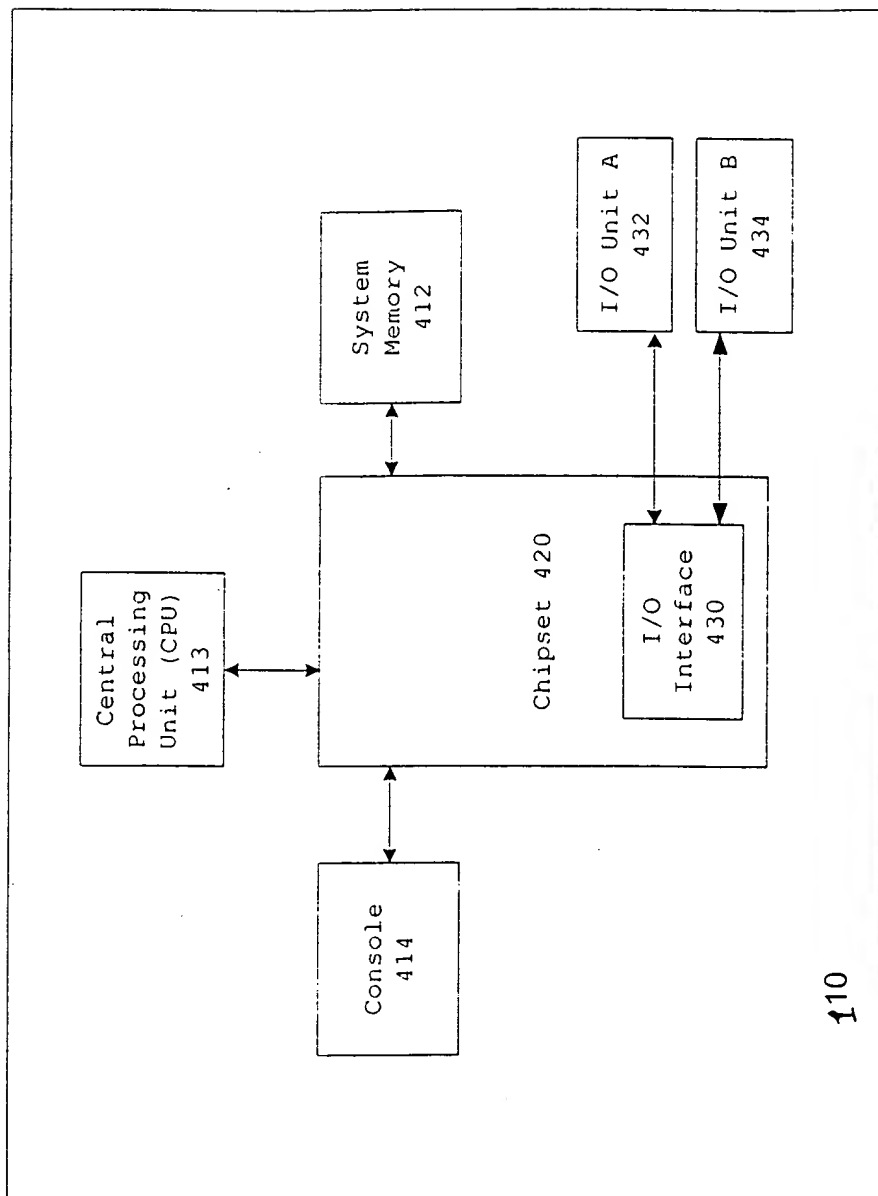 Central
Processing
Unit (CPU)
413
Console
414
Chipset 420
System
Memory
412
I/O
Interface
430
I/O Unit A
432
I/O Unit B
434
110